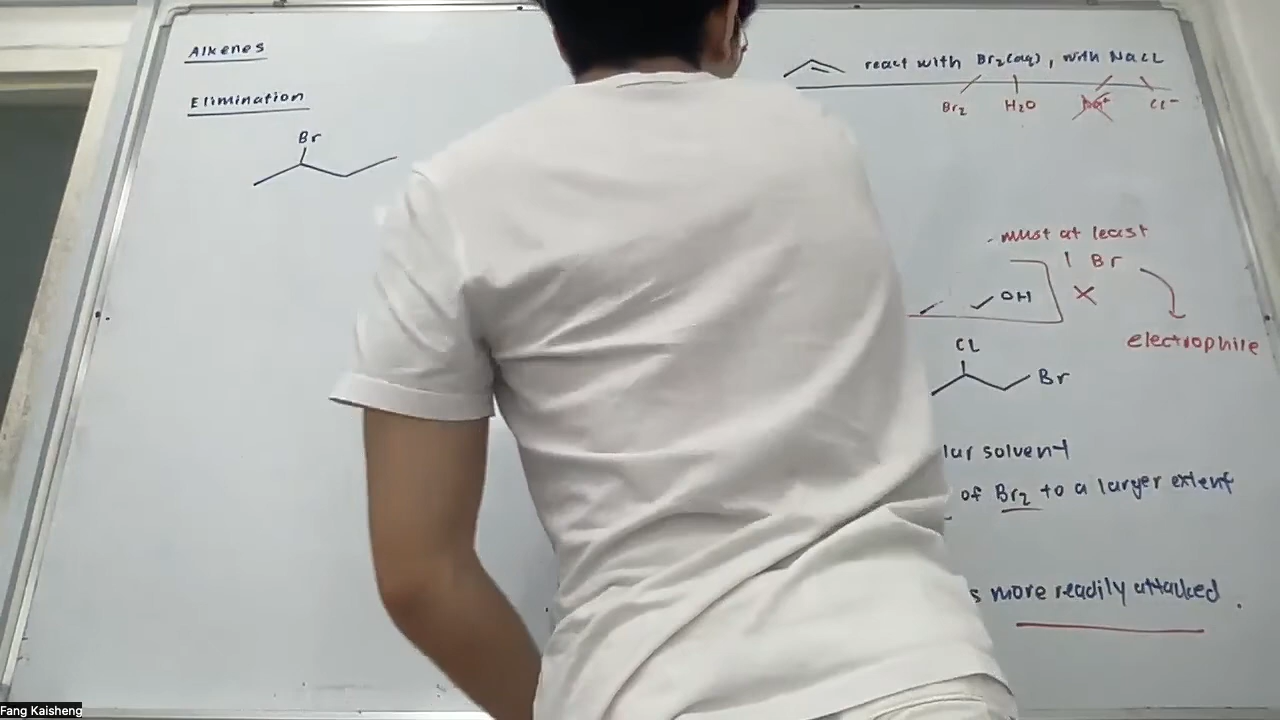 Alkenes
Elimination
Br
react with Br₂(aq), with NaCl
Br₂ H₂O Na⁺ Cl⁻
must at least
1 Br
OH
electrophile
Cl
Br
lar solvent
of Br₂ to a larger extent
s more readily attacked.
Fang Kaisheng